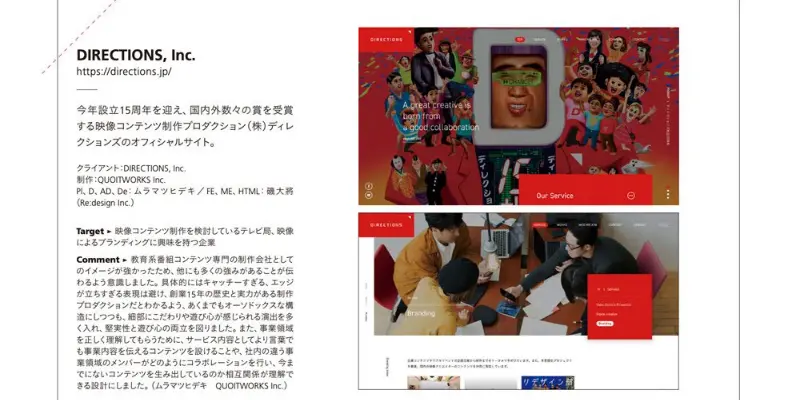 DIRECTIONS, Inc.
https://directions.jp/
今年設立15周年を迎え、国内外数々の賞を受賞
する映像コンテンツ制作プロダクション(株)ディレ
クションズのオフィシャルサイト。
クライアント:DIRECTIONS, Inc.
制作:QUOITWORKS Inc.
Pl、D、AD、De:ムラマツヒデキ/FE、ME、HTML:磯大將
(Re:design Inc.)
Target ► 映像コンテンツ制作を検討しているテレビ局、映像
によるブランディングに興味を持つ企業
Comment ► 教育系番組コンテンツ専門の制作会社として
のイメージが強かったため、他にも多くの強みがあることが伝
わるよう意識しました。具体的にはキャッチーすぎる、エッジ
が立ちすぎる表現は避け、創業15年の歴史と実力がある制作
プロダクションだとわかるよう、あくまでもオーソドックスな構
造にしつつも、細部にこだわりや遊び心が感じられる演出を多
く入れ、堅実性と遊び心の両立を図りました。また、事業領域
を正しく理解してもらうために、サービス内容としてより言葉で
も事業内容を伝えるコンテンツを設けることや、社内の違う事
業領域のメンバーがどのようにコラボレーションを行い、今ま
でにないコンテンツを生み出しているのか相互関係が理解で
きる設計にしました。(ムラマツヒデキ QUOITWORKS Inc.)
DIRECTIONS
A great creative is
born from
a good collaboration
Our Service
DIRECTIONS
Branding